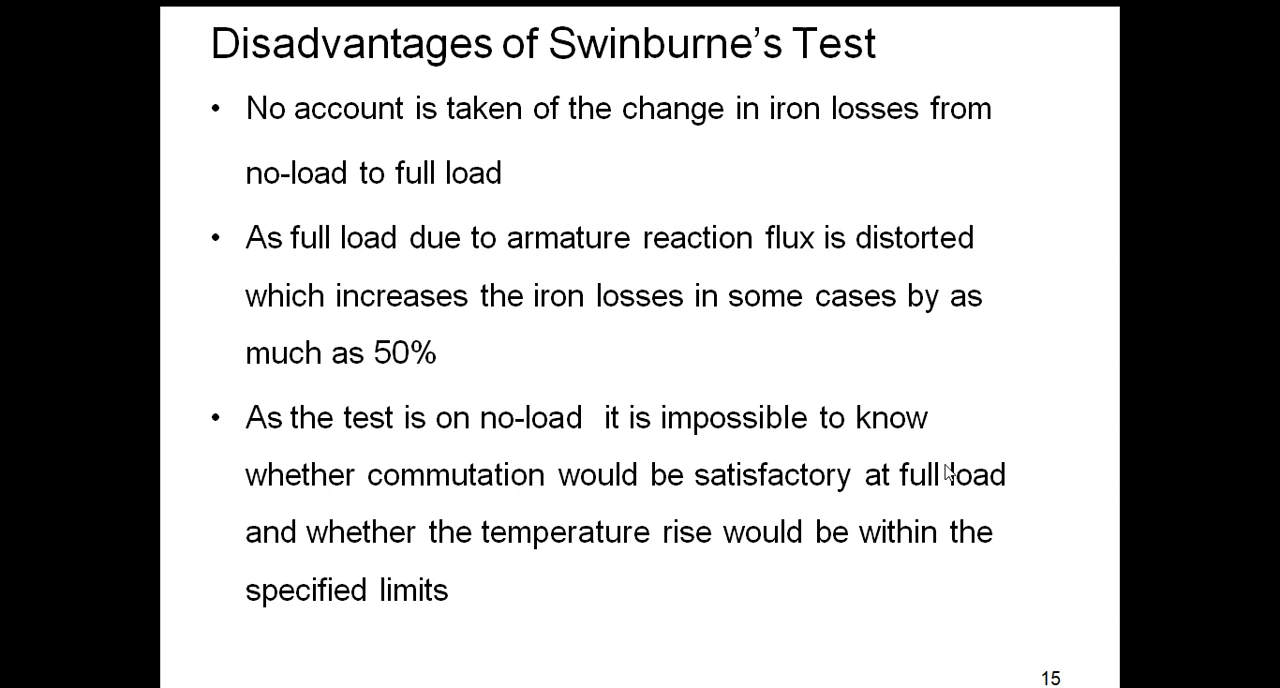 Disadvantages of Swinburne’s Test
• No account is taken of the change in iron losses from
no-load to full load
• As full load due to armature reaction flux is distorted
which increases the iron losses in some cases by as
much as 50%
• As the test is on no-load it is impossible to know
whether commutation would be satisfactory at full load
and whether the temperature rise would be within the
specified limits
15